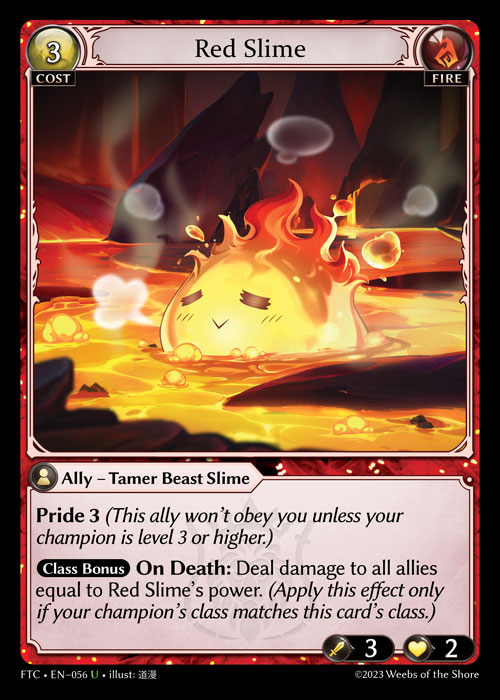 3
Red Slime
COST
FIRE
Ally – Tamer Beast Slime
Pride 3 (This ally won't obey you unless your
champion is level 3 or higher.)
Class Bonus On Death: Deal damage to all allies
equal to Red Slime's power. (Apply this effect only
if your champion's class matches this card's class.)
3
2
FTC • EN–056 U • illust: 道漫
©2023 Weebs of the Shore